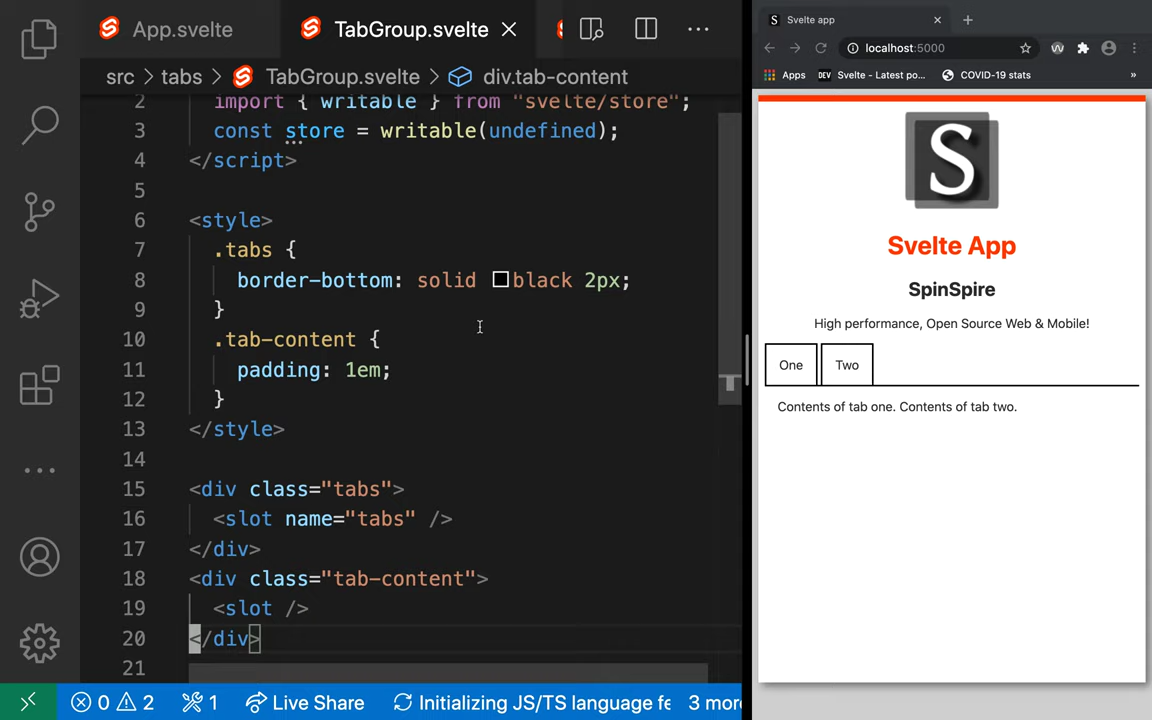 App.svelte
TabGroup.svelte
src > tabs > TabGroup.svelte > div.tab-content
2 import { writable } from "svelte/store";
3 const store = writable(undefined);
4 </script>
5
6 <style>
7 .tabs {
8 border-bottom: solid black 2px;
9 }
10 .tab-content {
11 padding: 1em;
12 }
13 </style>
14
15 <div class="tabs">
16 <slot name="tabs" />
17 </div>
18 <div class="tab-content">
19 <slot />
20 </div>
21
0 2 1 Live Share Initializing JS/TS language fe 3 more
S Svelte app
localhost:5000
Apps DEV Svelte - Latest po... COVID-19 stats »
S
Svelte App
SpinSpire
High performance, Open Source Web & Mobile!
One Two
Contents of tab one. Contents of tab two.